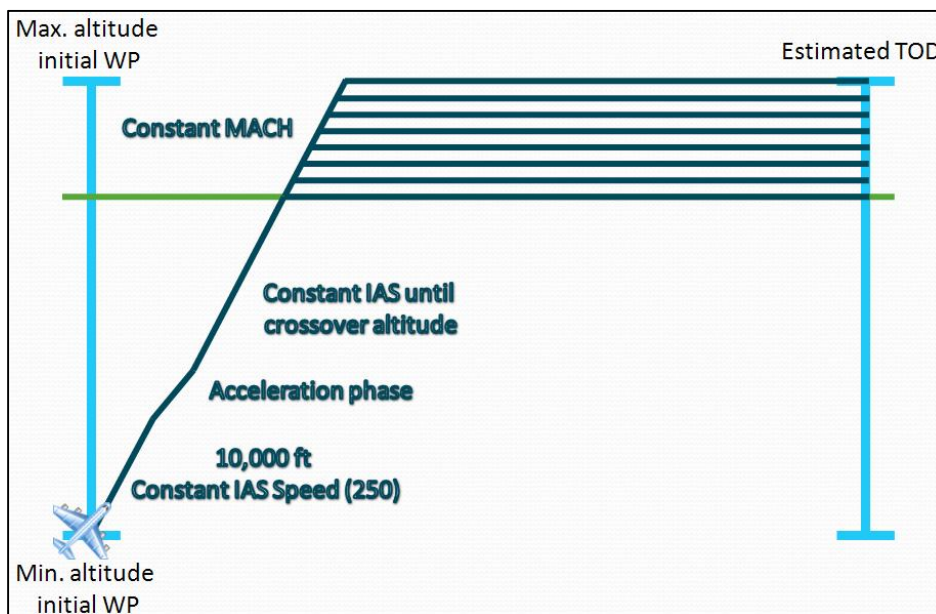 Max. altitude
initial WP
Estimated TOD
Constant MACH
Constant IAS until
crossover altitude
Acceleration phase
10,000 ft
Constant IAS Speed (250)
Min. altitude
initial WP